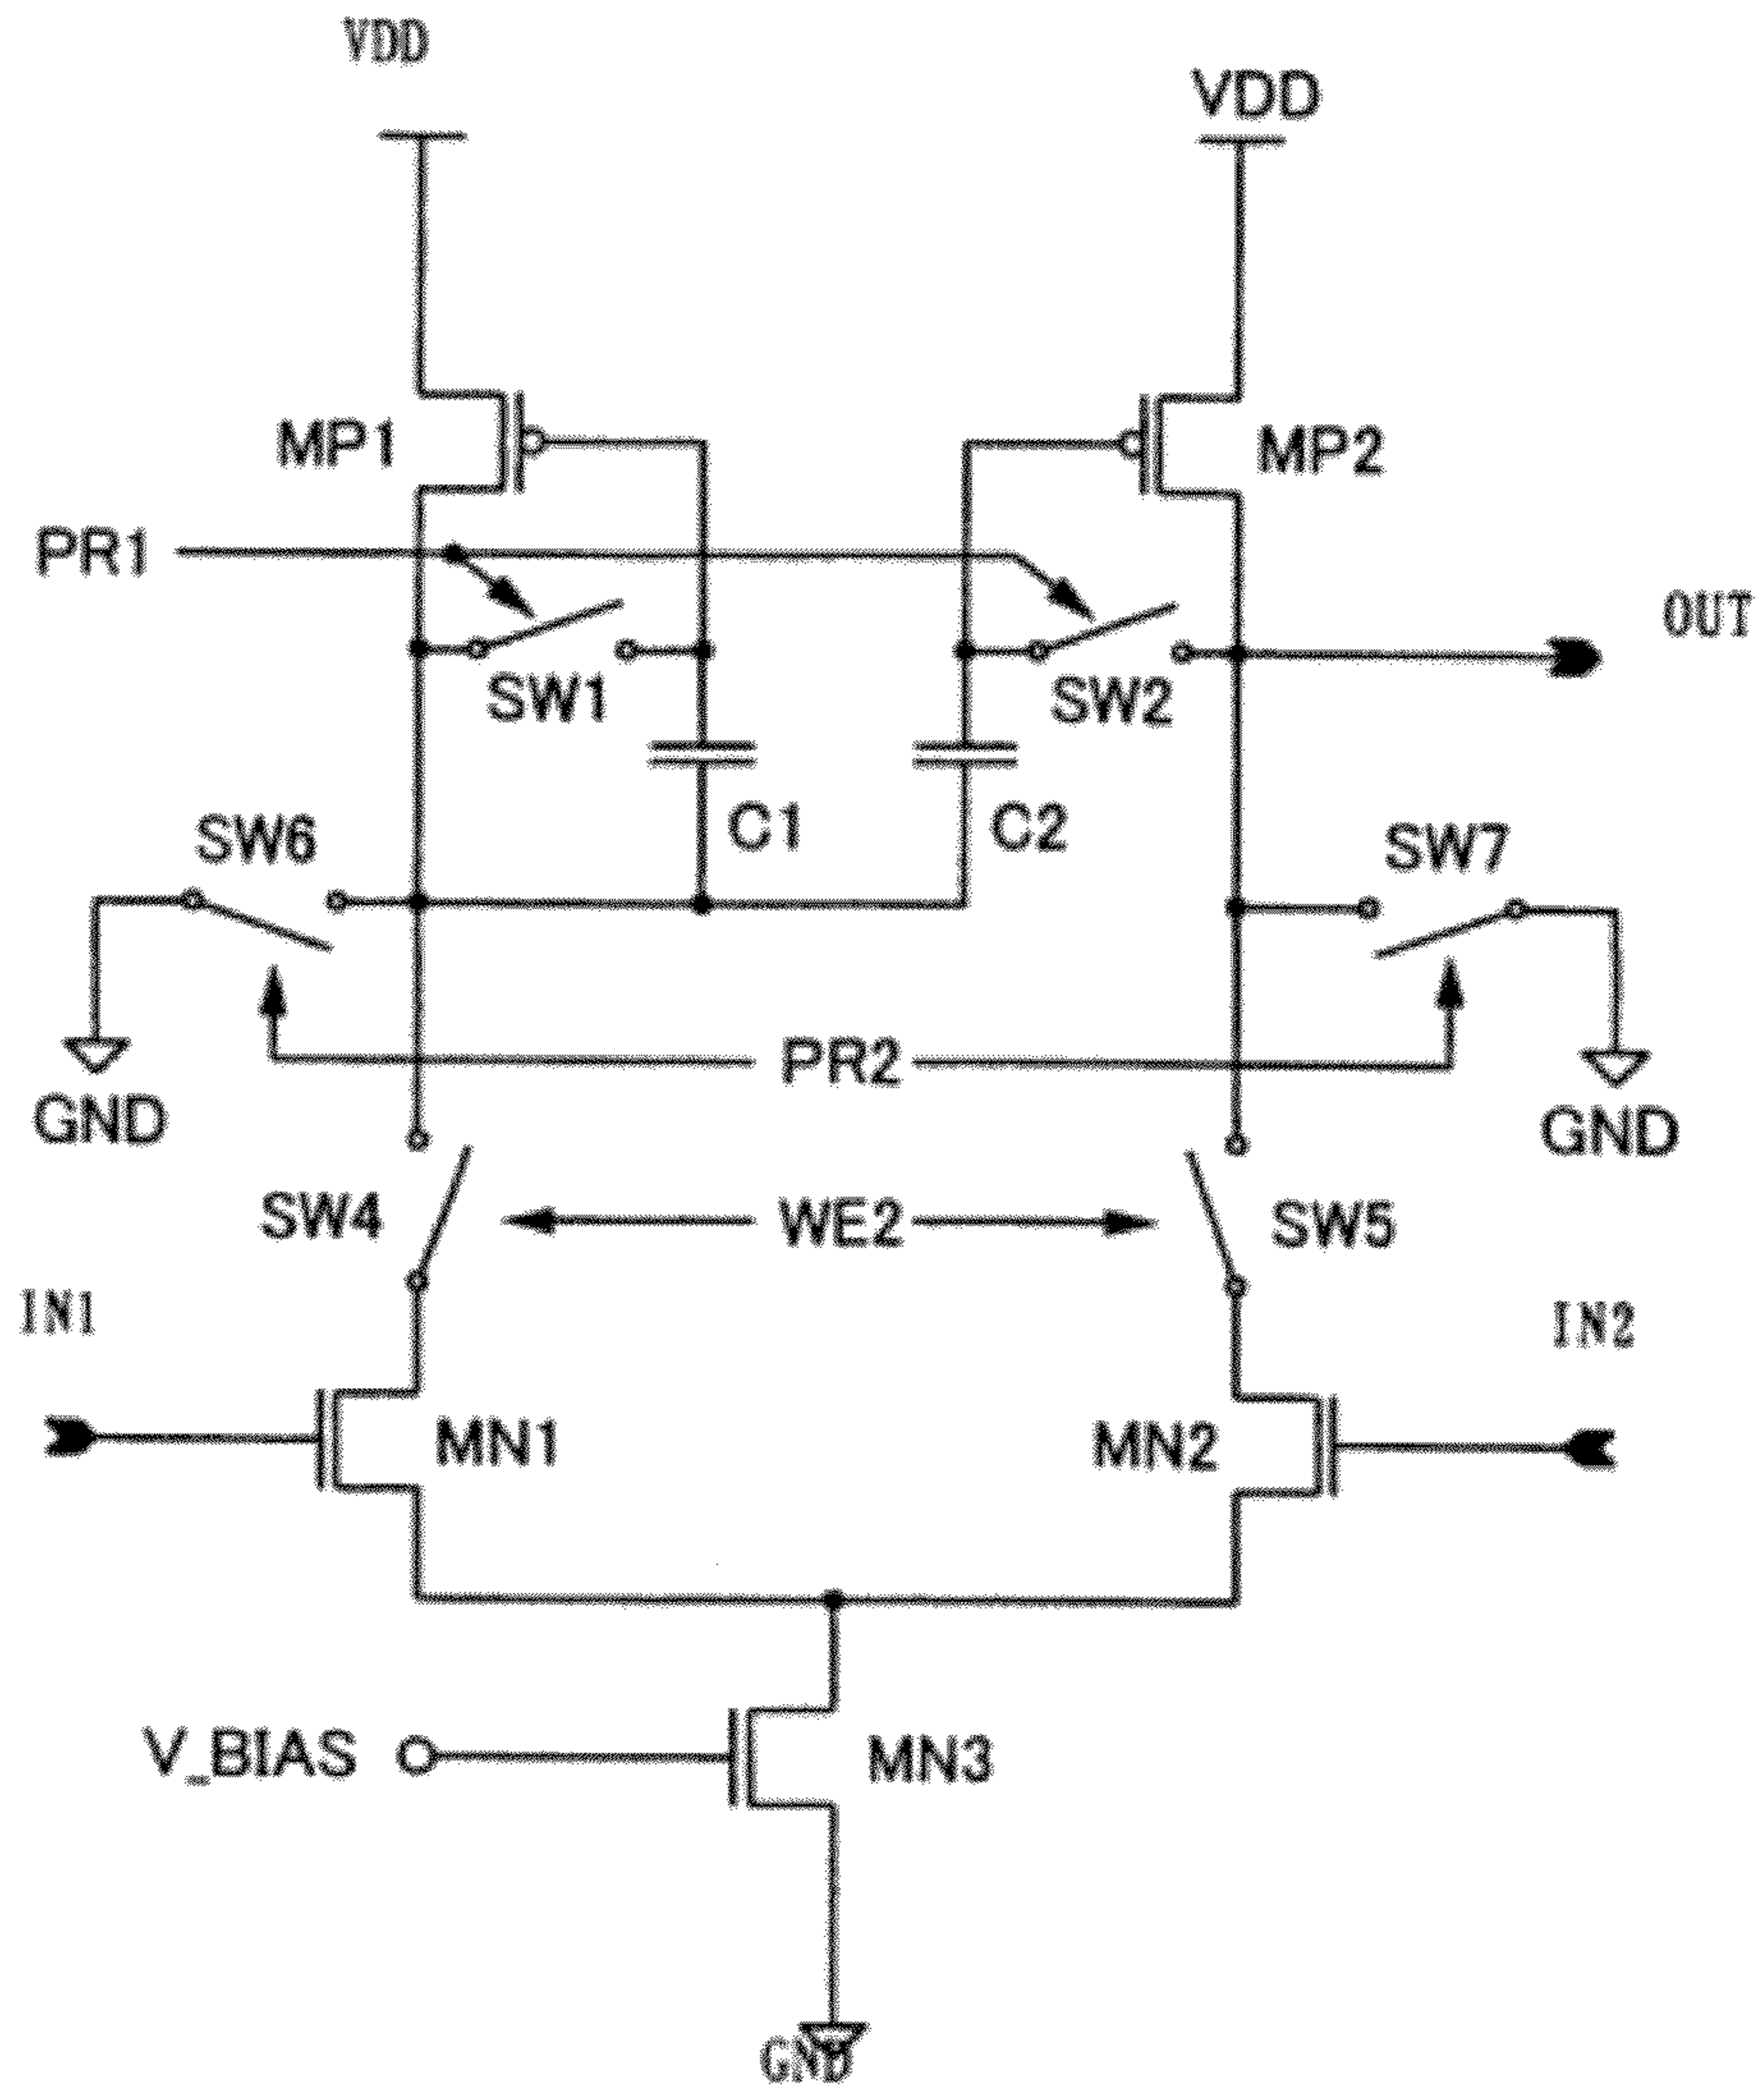 VDD
VDD
MP1
MP2
PR1
OUT
SW1
SW2
C1
C2
SW6
SW7
PR2
GND
GND
SW4
WE2
SW5
IN1
IN2
MN1
MN2
V_BIAS
MN3
GND